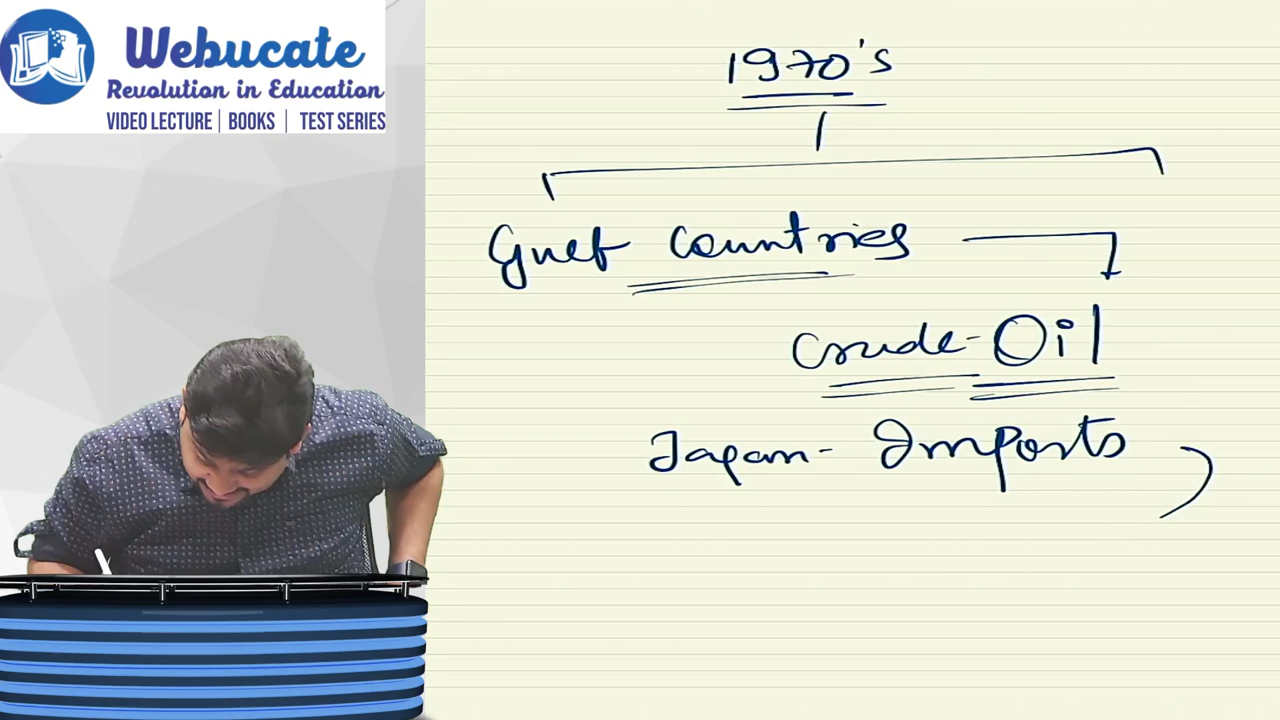 Webucate
Revolution in Education
VIDEO LECTURE | BOOKS | TEST SERIES
1970's
Gulf countries
Crude-Oil
Japan- Imports